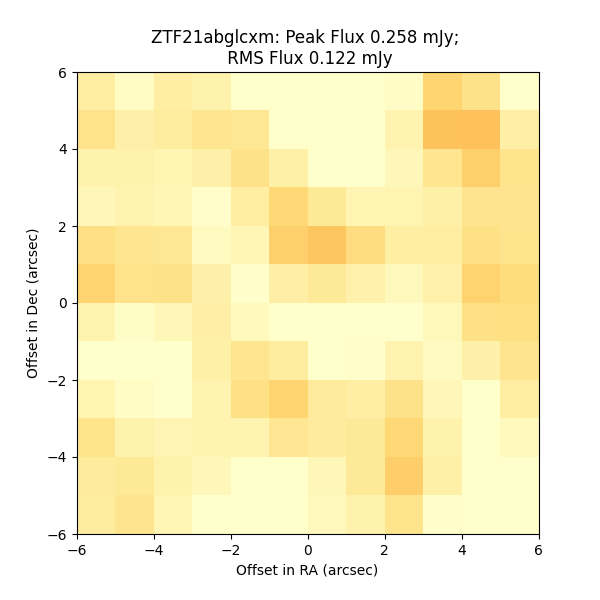 ZTF21abglcxm: Peak Flux 0.258 mJy;
RMS Flux 0.122 mJy
6
4
2
0
−2
−4
−6
Offset in Dec (arcsec)
−6 −4 −2 0 2 4 6
Offset in RA (arcsec)